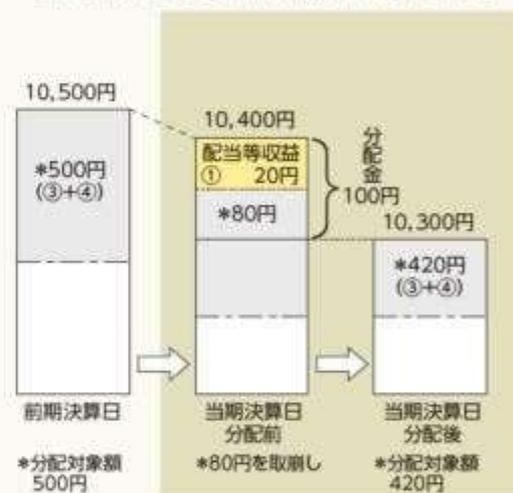 10,500円
*500円
(③+④)
10,400円
配当等収益
① 20円
*80円
分配金
100円
10,300円
*420円
(③+④)
前期決算日
当期決算日
分配前
当期決算日
分配後
*分配対象額
500円
*80円を取崩し
*分配対象額
420円